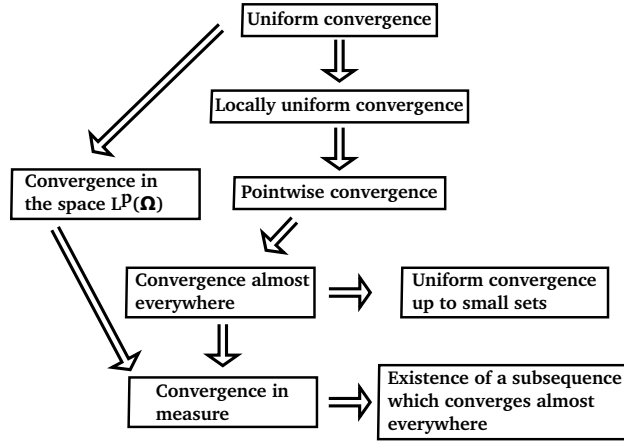 Uniform convergence
Locally uniform convergence
Convergence in
the space Lᵖ(Ω)
Pointwise convergence
Convergence almost
everywhere
Uniform convergence
up to small sets
Convergence in
measure
Existence of a subsequence
which converges almost
everywhere